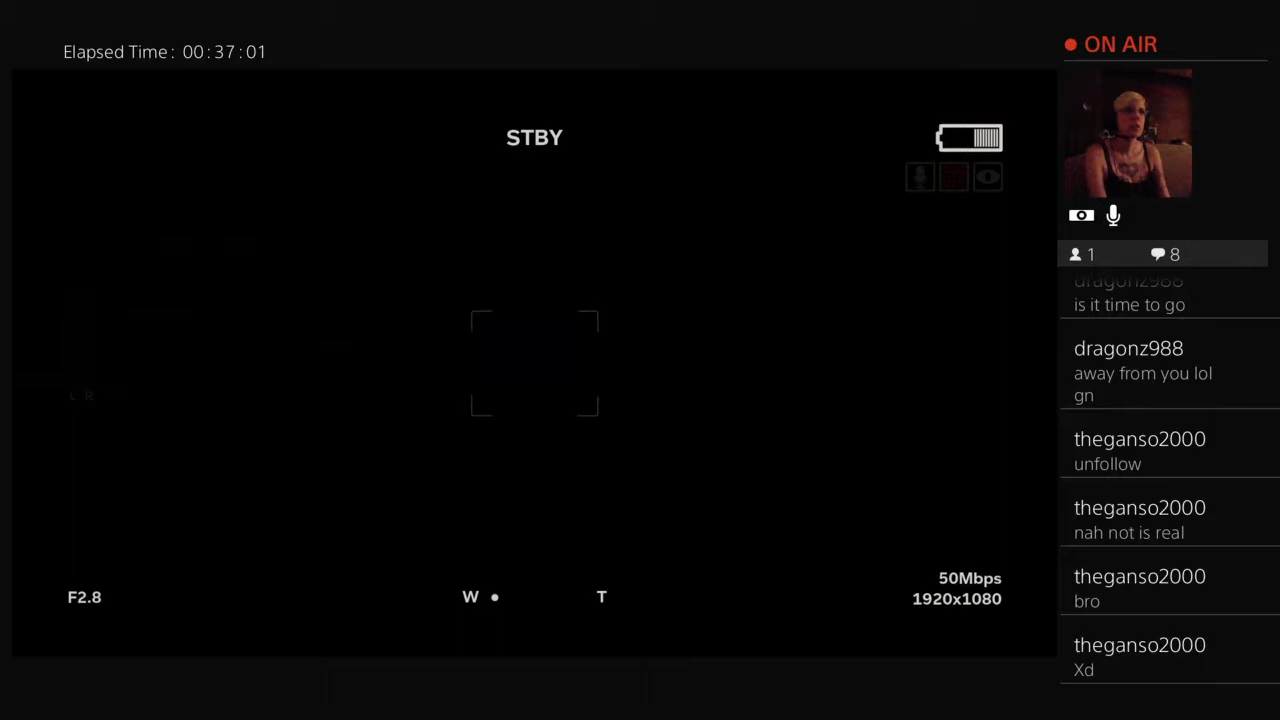 Elapsed Time: 00:37:01
ON AIR
STBY
1
8
dragonz988
is it time to go
dragonz988
away from you lol
gn
theganso2000
unfollow
theganso2000
nah not is real
theganso2000
bro
theganso2000
Xd
L R
F2.8
W
T
50Mbps
1920x1080